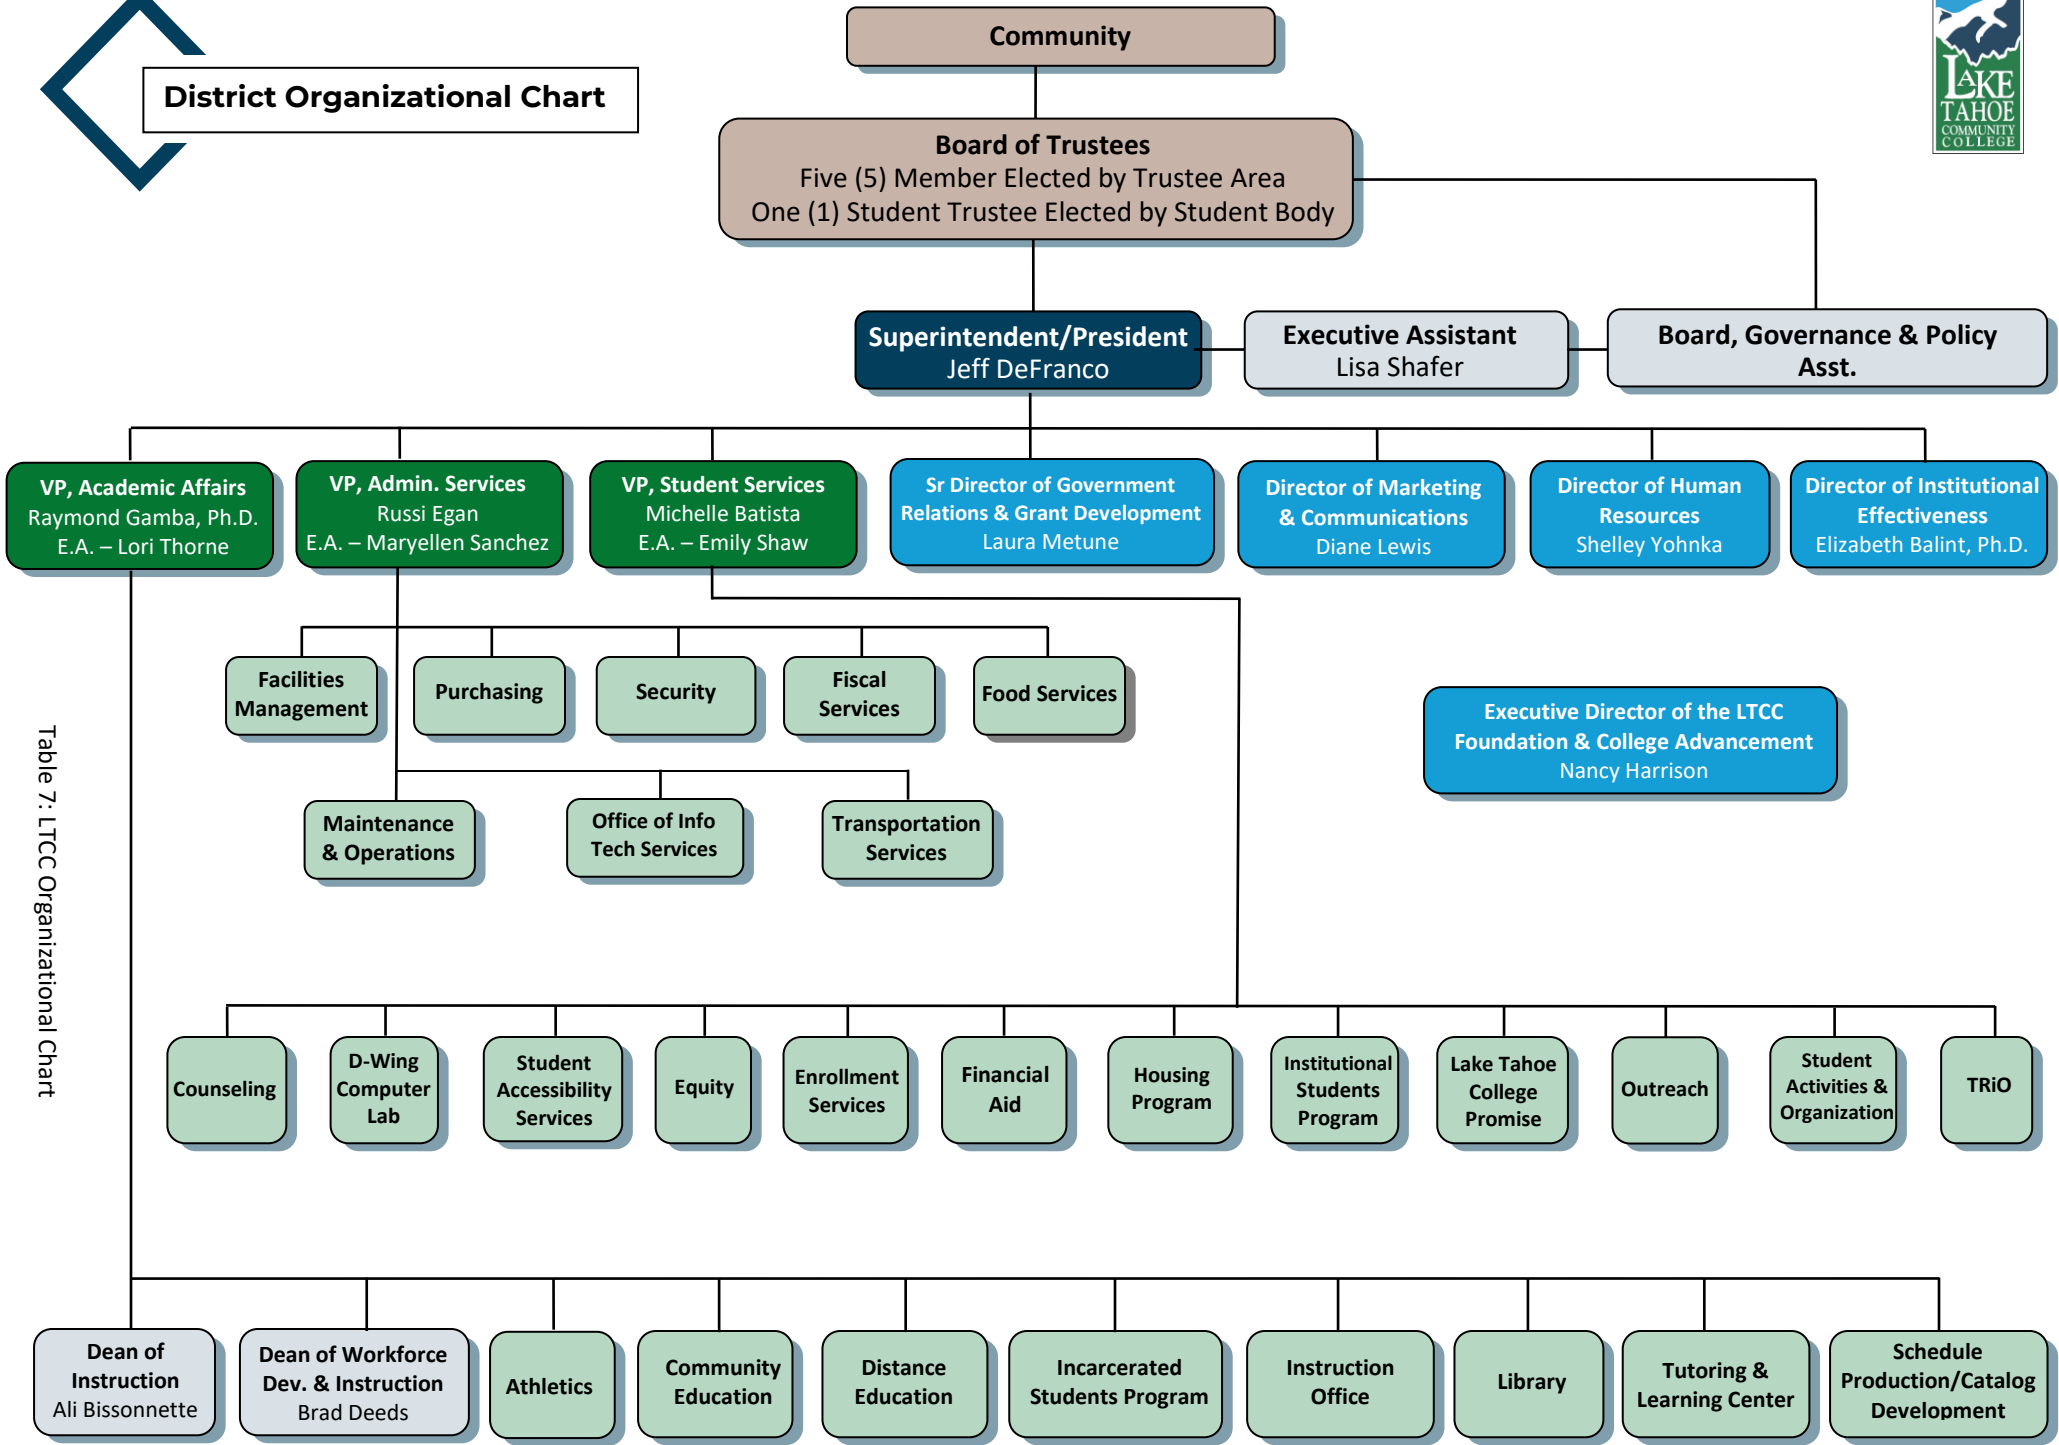 District Organizational Chart
Community
LAKE
TAHOE
COMMUNITY
COLLEGE
Board of Trustees
Five (5) Member Elected by Trustee Area
One (1) Student Trustee Elected by Student Body
Superintendent/President
Jeff DeFranco
Executive Assistant
Lisa Shafer
Board, Governance & Policy
Asst.
VP, Academic Affairs
Raymond Gamba, Ph.D.
E.A. – Lori Thorne
VP, Admin. Services
Russi Egan
E.A. – Maryellen Sanchez
VP, Student Services
Michelle Batista
E.A. – Emily Shaw
Sr Director of Government
Relations & Grant Development
Laura Metune
Director of Marketing
& Communications
Diane Lewis
Director of Human
Resources
Shelley Yohnka
Director of Institutional
Effectiveness
Elizabeth Balint, Ph.D.
Facilities
Management
Purchasing
Security
Fiscal
Services
Food Services
Executive Director of the LTCC
Foundation & College Advancement
Nancy Harrison
Maintenance
& Operations
Office of Info
Tech Services
Transportation
Services
Table 7: LTCC Organizational Chart
Counseling
D-Wing
Computer
Lab
Student
Accessibility
Services
Equity
Enrollment
Services
Financial
Aid
Housing
Program
Institutional
Students
Program
Lake Tahoe
College
Promise
Outreach
Student
Activities &
Organization
TRiO
Dean of
Instruction
Ali Bissonnette
Dean of Workforce
Dev. & Instruction
Brad Deeds
Athletics
Community
Education
Distance
Education
Incarcerated
Students Program
Instruction
Office
Library
Tutoring &
Learning Center
Schedule
Production/Catalog
Development